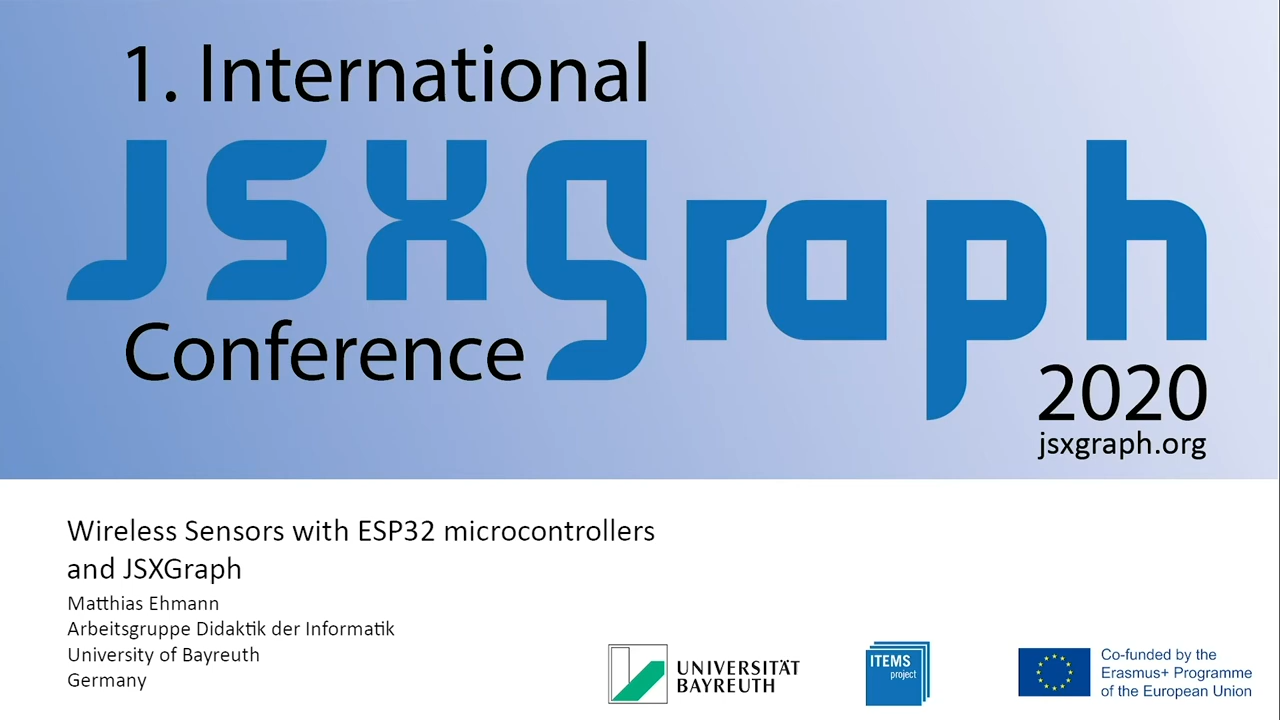 1. International
JSXGraph
Conference
2020
jsxgraph.org
Wireless Sensors with ESP32 microcontrollers
and JSXGraph
Matthias Ehmann
Arbeitsgruppe Didaktik der Informatik
University of Bayreuth
Germany
UNIVERSITÄT
BAYREUTH
ITEMS
project
Co-funded by the
Erasmus+ Programme
of the European Union